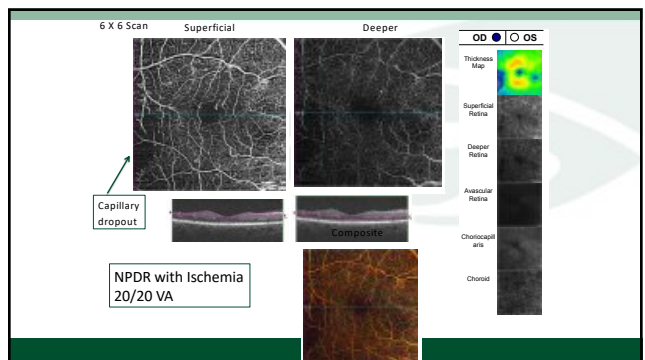 6 X 6 Scan
Superficial
Deeper
OD OS
Thickness
Map
Superficial
Retina
Deeper
Retina
Avascular
Retina
Choriocapill
aris
Choroid
Capillary
dropout
Composite
NPDR with Ischemia
20/20 VA